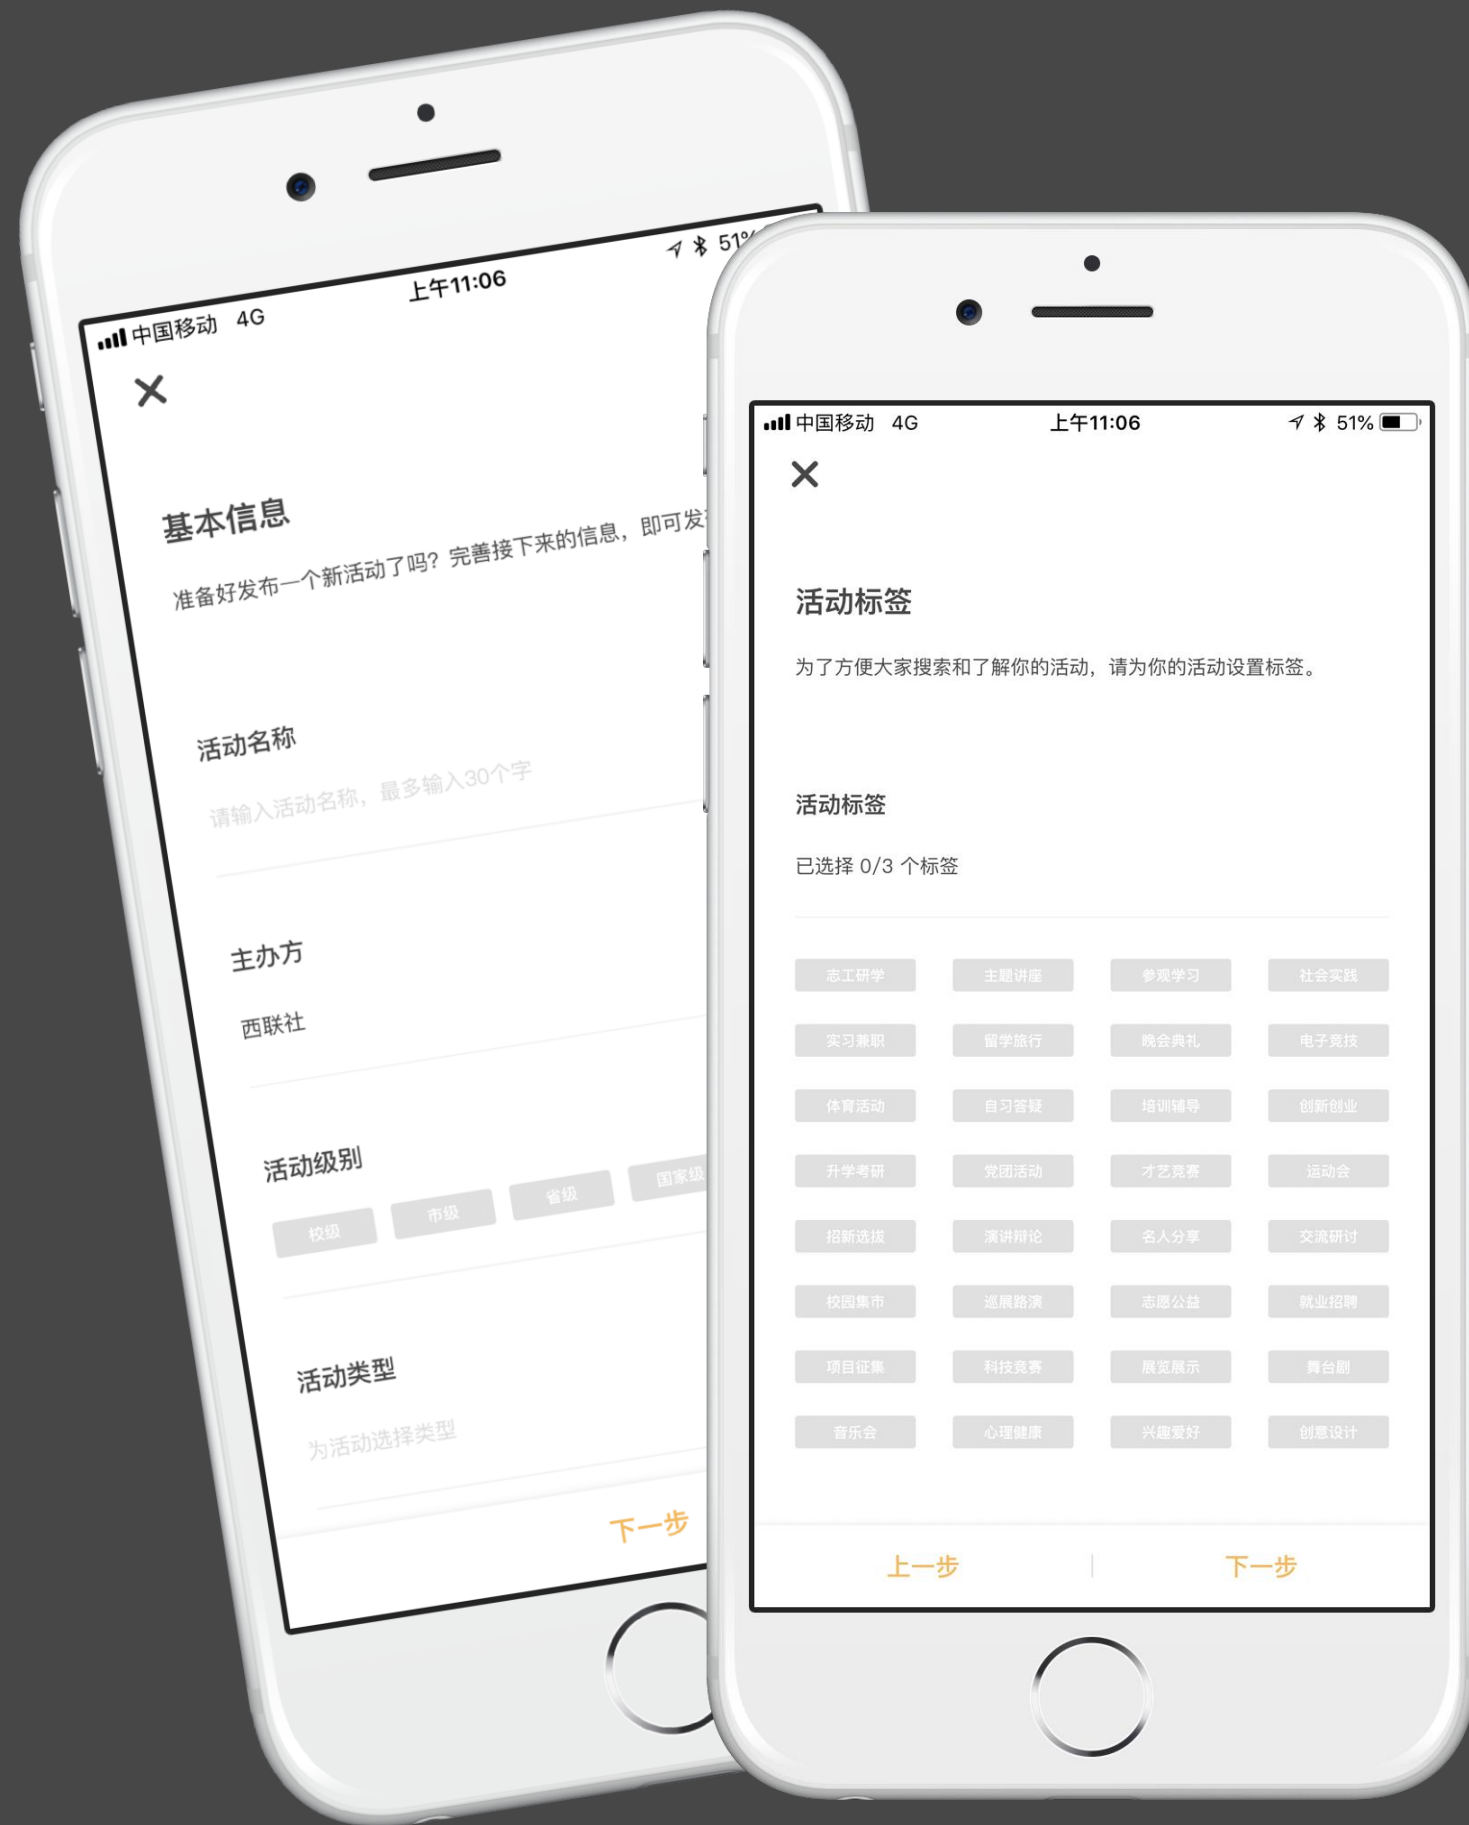 中国移动 4G 上午11:06 51%
基本信息
准备好发布一个新活动了吗？完善接下来的信息，即可发
活动名称
请输入活动名称，最多输入30个字
主办方
西联社
活动级别
校级 市级 省级 国家级
活动类型
为活动选择类型
下一步
中国移动 4G 上午11:06 51%
活动标签
为了方便大家搜索和了解你的活动，请为你的活动设置标签。
活动标签
已选择 0/3 个标签
志工研学 主题讲座 参观学习 社会实践
实习兼职 留学旅行 晚会典礼 电子竞技
体育活动 自习答疑 培训辅导 创新创业
升学考研 党团活动 才艺竞赛 运动会
招新选拔 演讲辩论 名人分享 交流研讨
校园集市 巡展路演 志愿公益 就业招聘
项目征集 科技竞赛 展览展示 舞台剧
音乐会 心理健康 兴趣爱好 创意设计
上一步 下一步